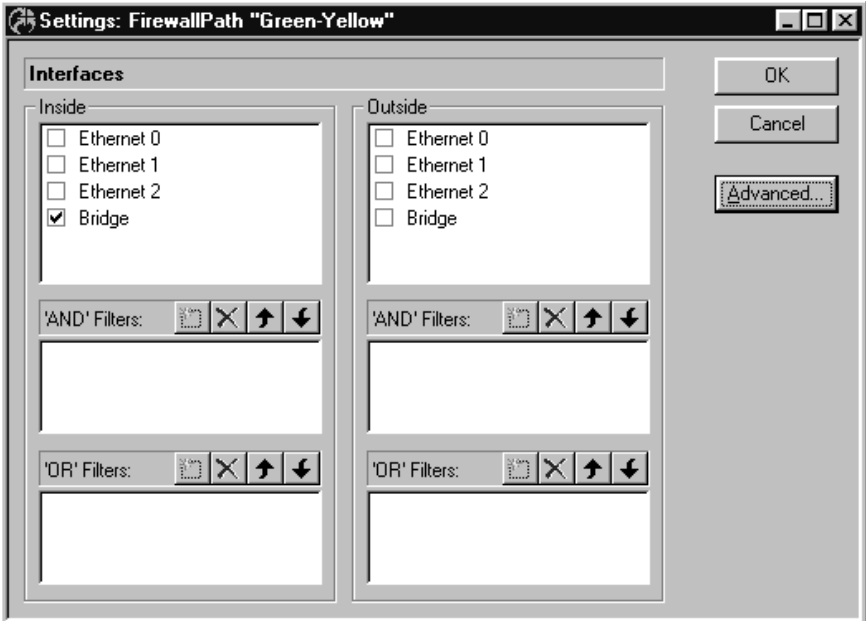 Settings: FirewallPath "Green-Yellow"
Interfaces
Inside
Ethernet 0
Ethernet 1
Ethernet 2
Bridge
'AND' Filters:
'OR' Filters:
Outside
Ethernet 0
Ethernet 1
Ethernet 2
Bridge
'AND' Filters:
'OR' Filters:
OK
Cancel
Advanced...